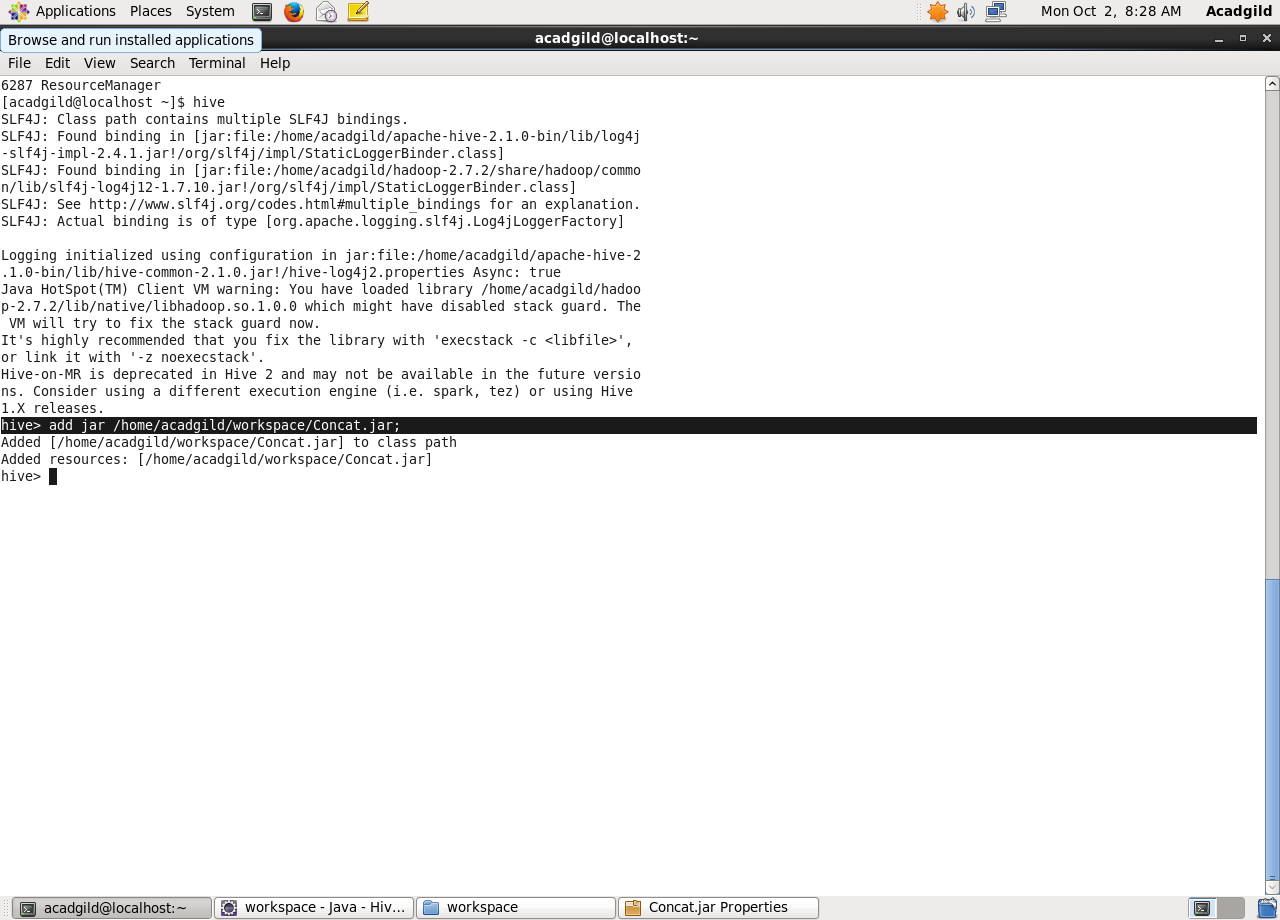 Applications Places System Mon Oct 2, 8:28 AM Acadgild
Browse and run installed applications acadgild@localhost:~
File Edit View Search Terminal Help
6287 ResourceManager
[acadgild@localhost ~]$ hive
SLF4J: Class path contains multiple SLF4J bindings.
SLF4J: Found binding in [jar:file:/home/acadgild/apache-hive-2.1.0-bin/lib/log4j
-slf4j-impl-2.4.1.jar!/org/slf4j/impl/StaticLoggerBinder.class]
SLF4J: Found binding in [jar:file:/home/acadgild/hadoop-2.7.2/share/hadoop/commo
n/lib/slf4j-log4j12-1.7.10.jar!/org/slf4j/impl/StaticLoggerBinder.class]
SLF4J: See http://www.slf4j.org/codes.html#multiple_bindings for an explanation.
SLF4J: Actual binding is of type [org.apache.logging.slf4j.Log4jLoggerFactory]
Logging initialized using configuration in jar:file:/home/acadgild/apache-hive-2
.1.0-bin/lib/hive-common-2.1.0.jar!/hive-log4j2.properties Async: true
Java HotSpot(TM) Client VM warning: You have loaded library /home/acadgild/hadoo
p-2.7.2/lib/native/libhadoop.so.1.0.0 which might have disabled stack guard. The
 VM will try to fix the stack guard now.
It's highly recommended that you fix the library with 'execstack -c <libfile>',
or link it with '-z noexecstack'.
Hive-on-MR is deprecated in Hive 2 and may not be available in the future versio
ns. Consider using a different execution engine (i.e. spark, tez) or using Hive
1.X releases.
hive> add jar /home/acadgild/workspace/Concat.jar;
Added [/home/acadgild/workspace/Concat.jar] to class path
Added resources: [/home/acadgild/workspace/Concat.jar]
hive>
acadgild@localhost:~ workspace - Java - Hiv... workspace Concat.jar Properties